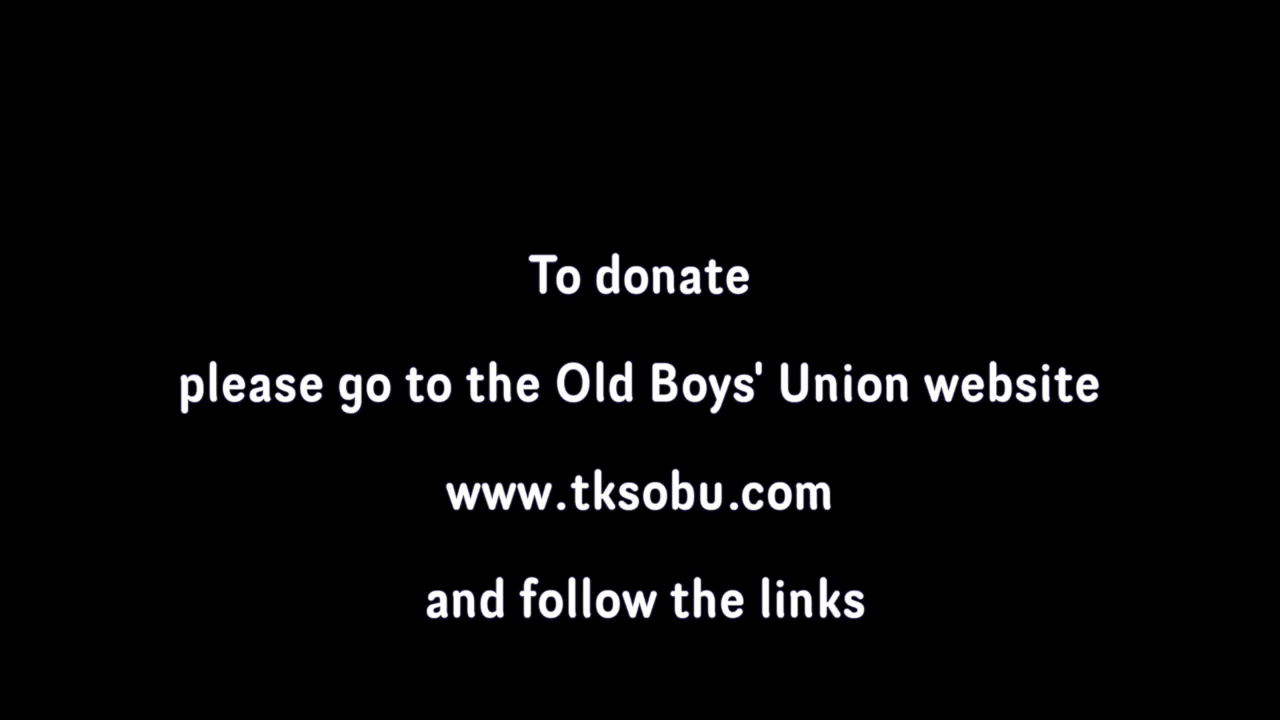 To donate
please go to the Old Boys' Union website
www.tksobu.com
and follow the links